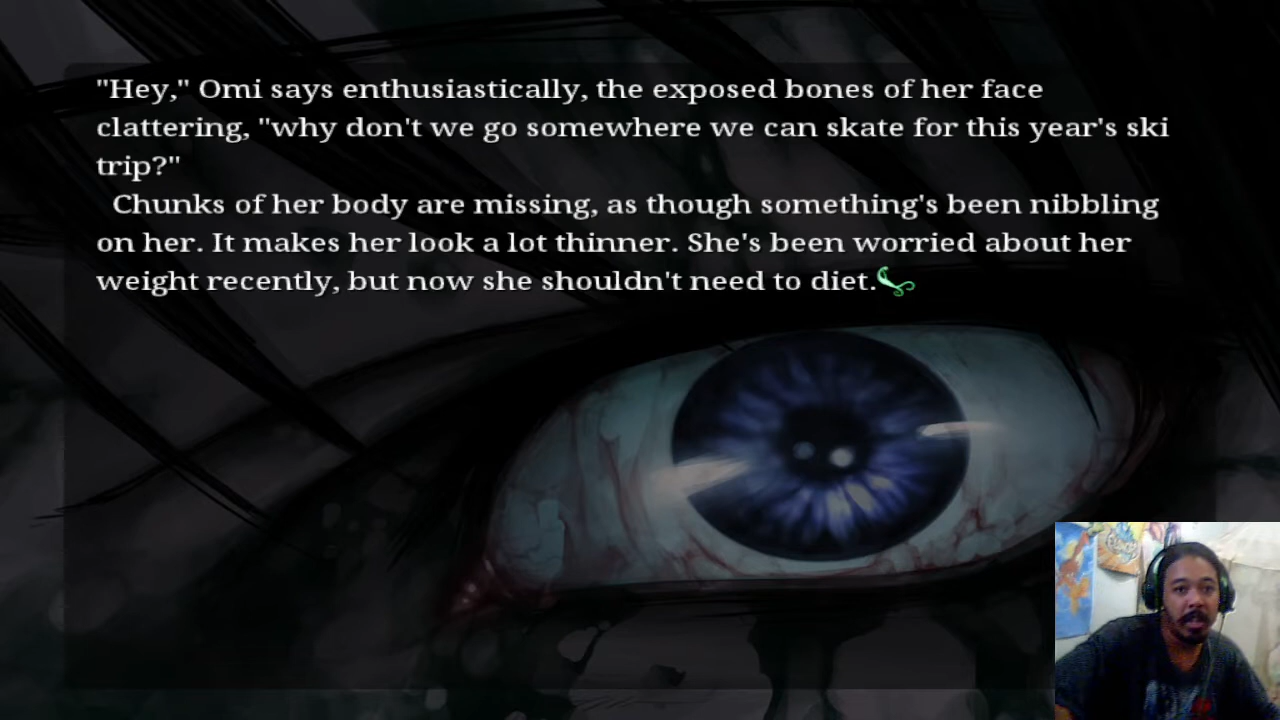 "Hey," Omi says enthusiastically, the exposed bones of her face
clattering, "why don't we go somewhere we can skate for this year's ski
trip?"
Chunks of her body are missing, as though something's been nibbling
on her. It makes her look a lot thinner. She's been worried about her
weight recently, but now she shouldn't need to diet.